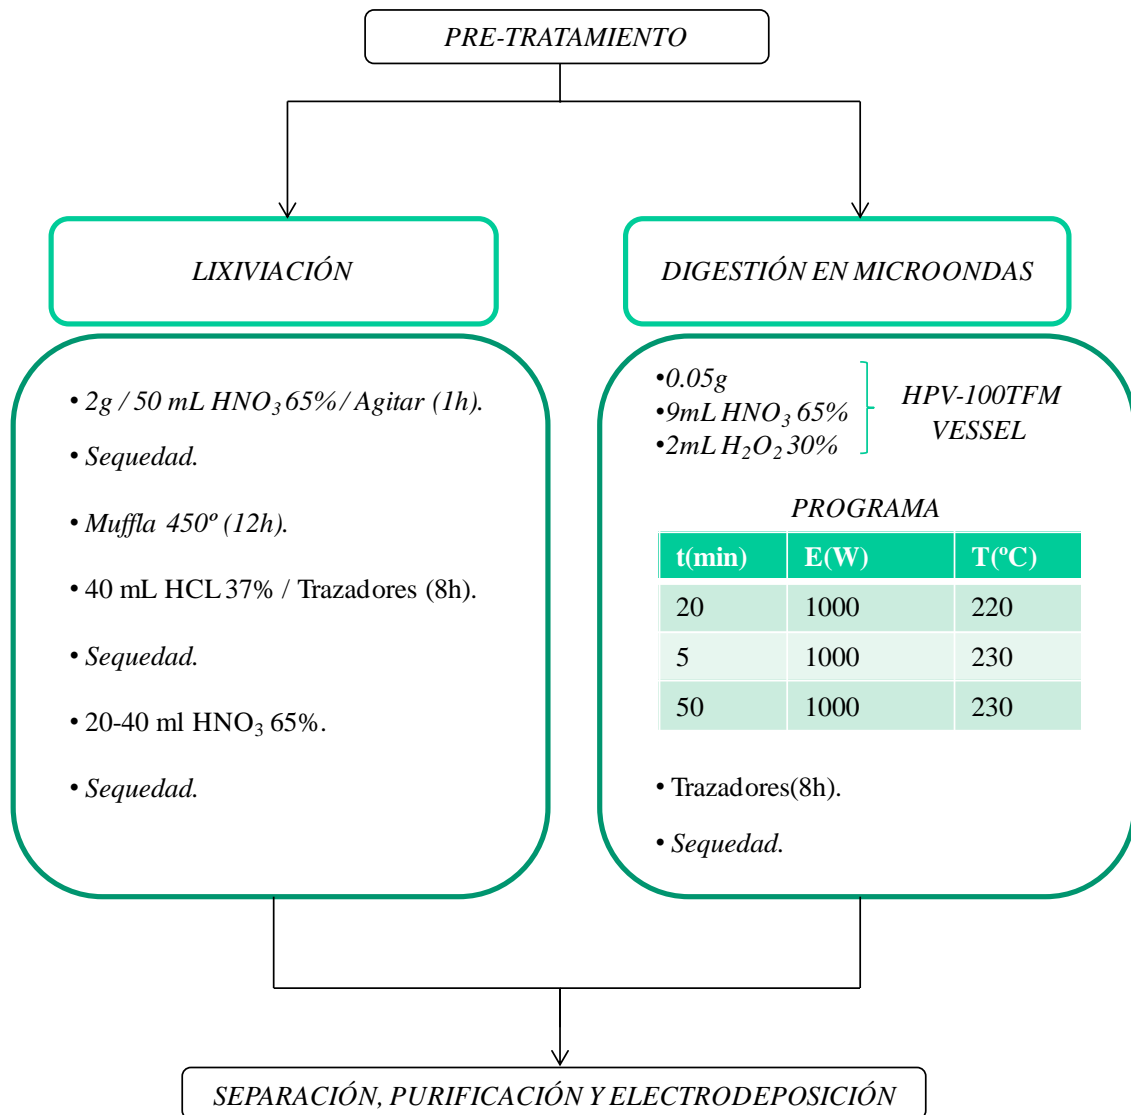 PRE-TRATAMIENTO
LIXIVIACIÓN
• 2g / 50 mL HNO₃ 65% / Agitar (1h).
• Sequedad.
• Muffla 450º (12h).
• 40 mL HCL 37% / Trazadores (8h).
• Sequedad.
• 20-40 ml HNO₃ 65%.
• Sequedad.
DIGESTIÓN EN MICROONDAS
•0.05g
•9mL HNO₃ 65%
•2mL H₂O₂ 30%
HPV-100TFM
VESSEL
PROGRAMA
t(min) E(W) T(ºC)
20 1000 220
5 1000 230
50 1000 230
• Trazadores(8h).
• Sequedad.
SEPARACIÓN, PURIFICACIÓN Y ELECTRODEPOSICIÓN